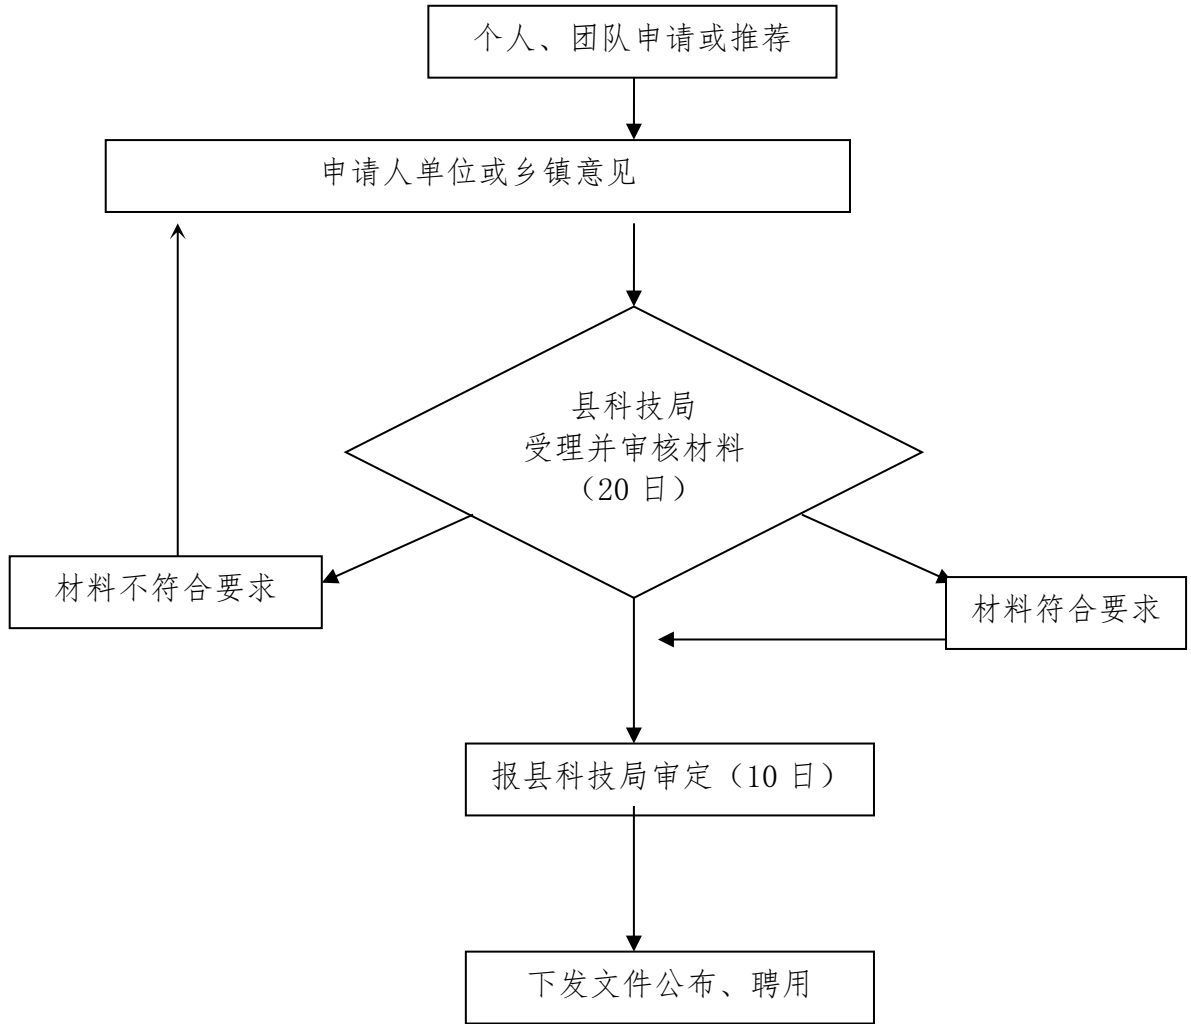 个人、团队申请或推荐
申请人单位或乡镇意见
县科技局
受理并审核材料
（20 日）
材料不符合要求
材料符合要求
报县科技局审定（10 日）
下发文件公布、聘用